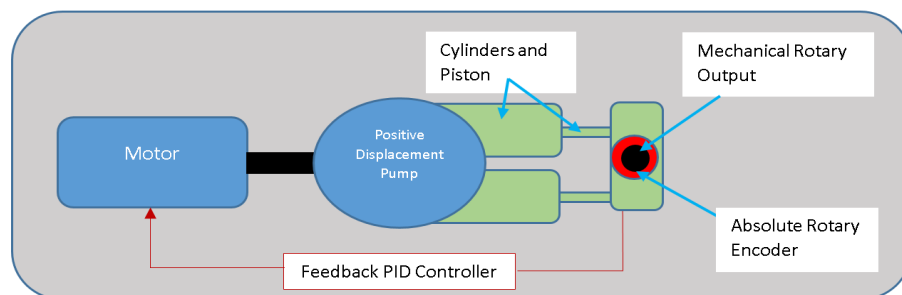 Cylinders and
Piston
Mechanical Rotary
Output
Motor
Positive
Displacement
Pump
Absolute Rotary
Encoder
Feedback PID Controller